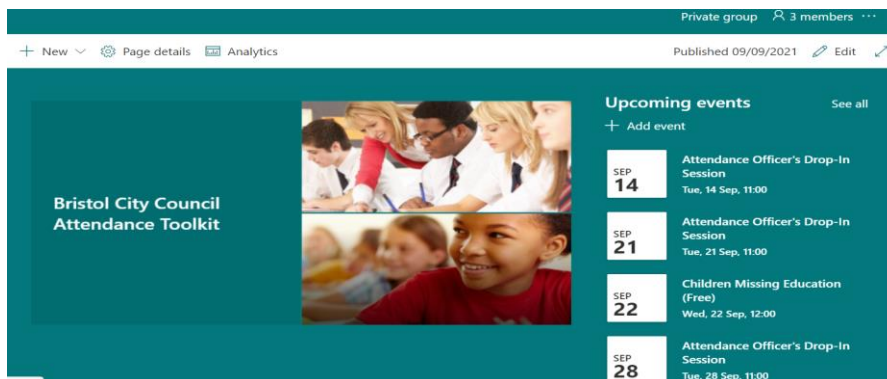 Private group 3 members ...
+ New Page details Analytics
Published 09/09/2021 Edit
Bristol City Council
Attendance Toolkit
Upcoming events See all
+ Add event
SEP
14
Attendance Officer's Drop-In
Session
Tue, 14 Sep, 11:00
SEP
21
Attendance Officer's Drop-In
Session
Tue, 21 Sep, 11:00
SEP
22
Children Missing Education
(Free)
Wed, 22 Sep, 12:00
SEP
28
Attendance Officer's Drop-In
Session
Tue, 28 Sep, 11:00